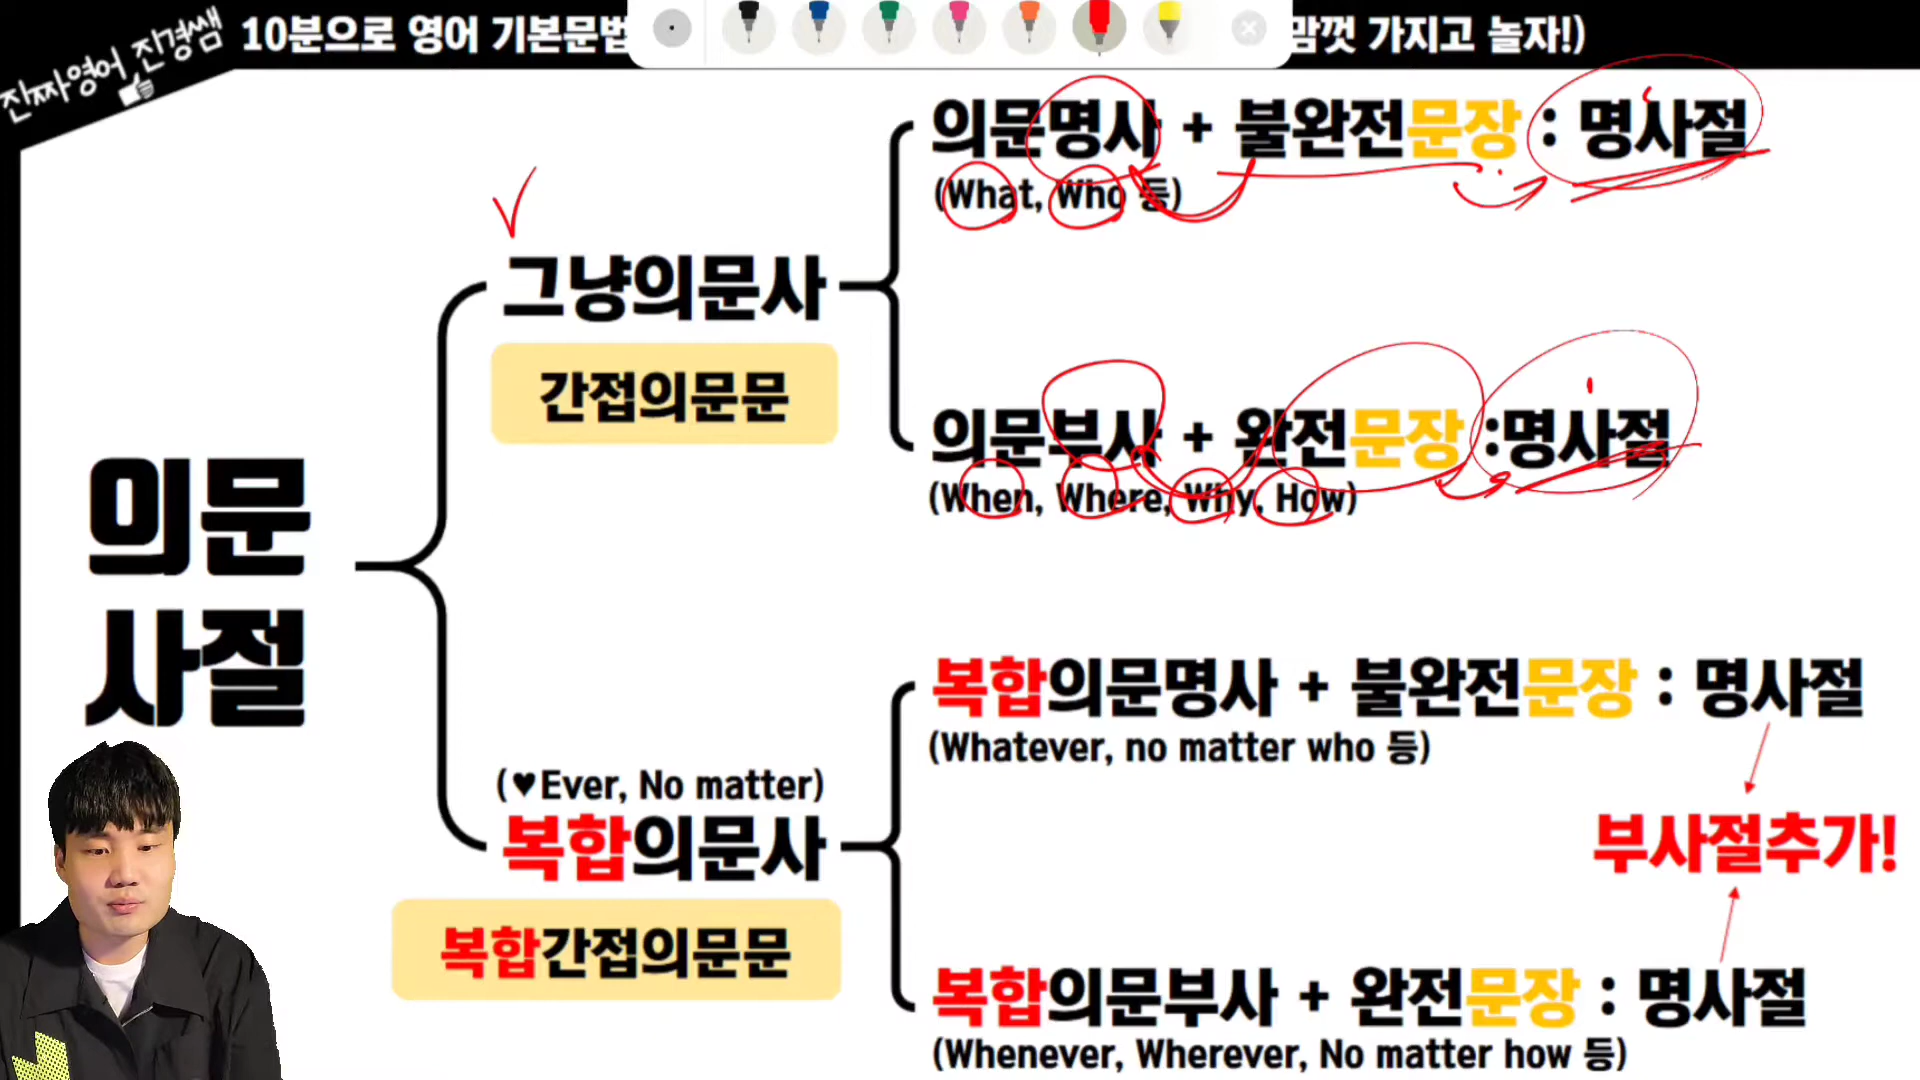 진짜영어 진경쌤
10분으로 영어 기본문법
맘껏 가지고 놀자!)
의문
사절
그냥의문사
간접의문문
의문명사 + 불완전문장 : 명사절
(What, Who 등)
의문부사 + 완전문장 :명사절
(When, Where, Why, How)
(♥Ever, No matter)
복합의문사
복합간접의문문
복합의문명사 + 불완전문장 : 명사절
(Whatever, no matter who 등)
부사절추가!
복합의문부사 + 완전문장 : 명사절
(Whenever, Wherever, No matter how 등)